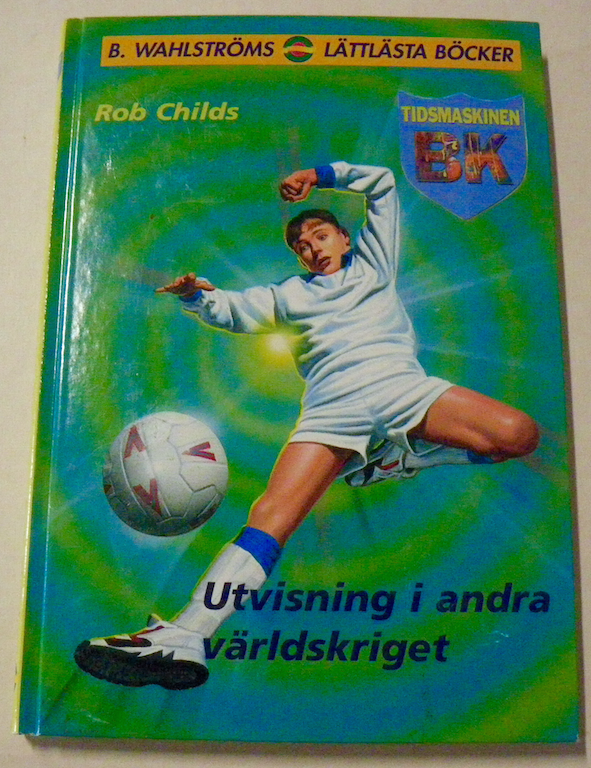 B. WAHLSTRÖMS LÄTTLÄSTA BÖCKER
Rob Childs
TIDSMASKINEN
BK
Utvisning i andra
världskriget